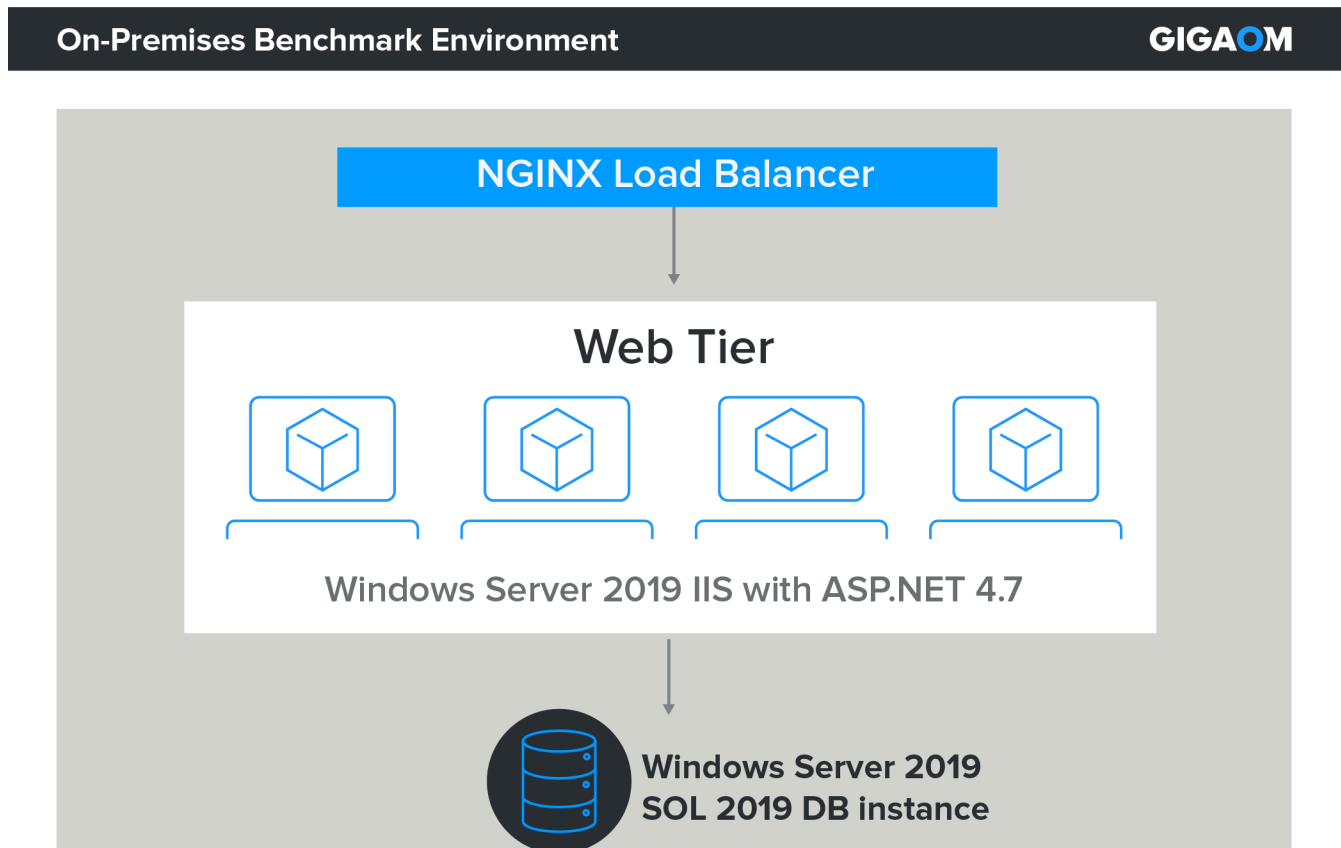 On-Premises Benchmark Environment
GIGAOM
NGINX Load Balancer
Web Tier
Windows Server 2019 IIS with ASP.NET 4.7
Windows Server 2019
SOL 2019 DB instance